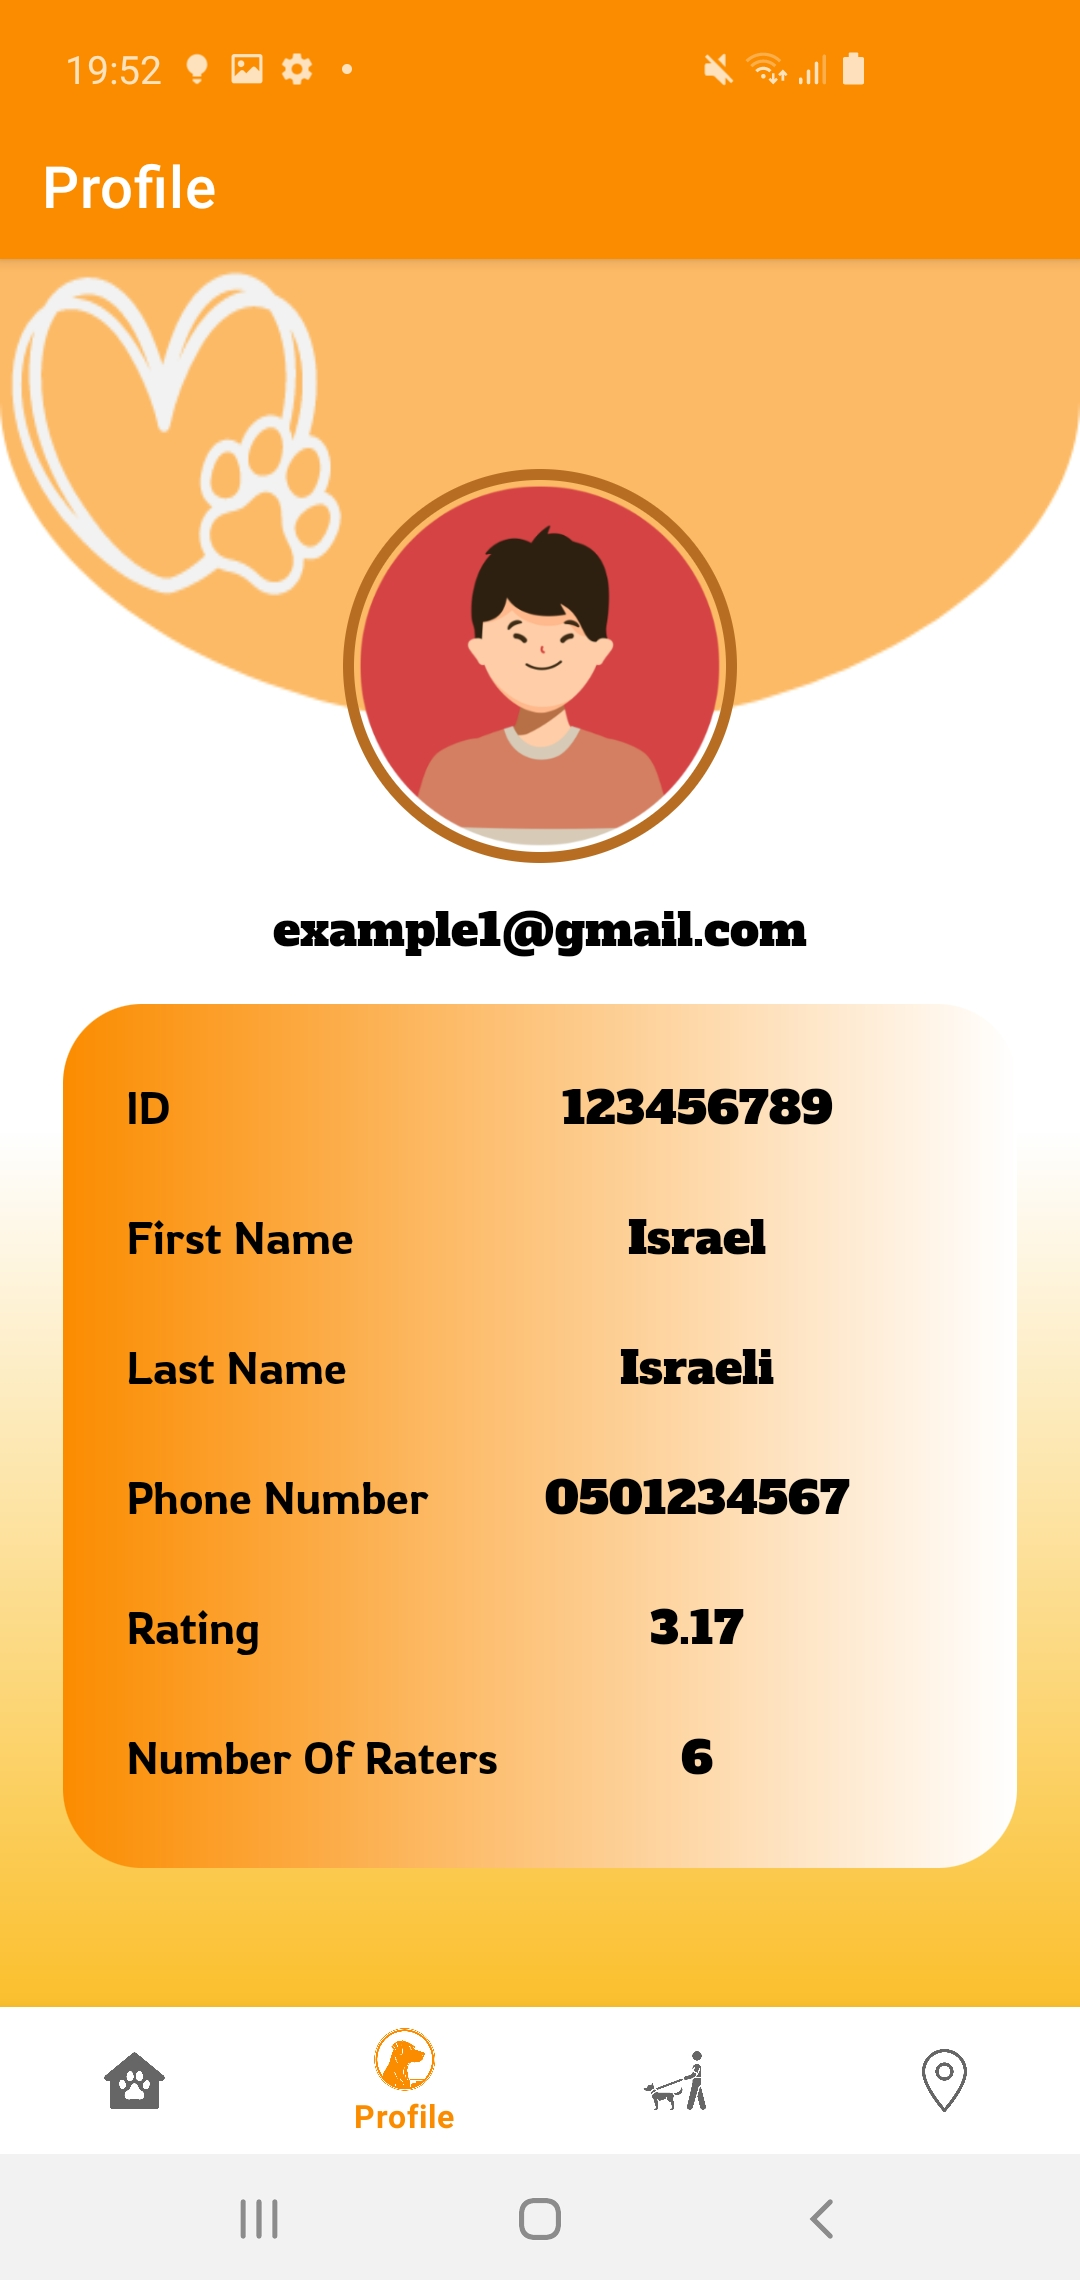 19:52
Profile
example1@gmail.com
ID 123456789
First Name Israel
Last Name Israeli
Phone Number 0501234567
Rating 3.17
Number Of Raters 6
Profile